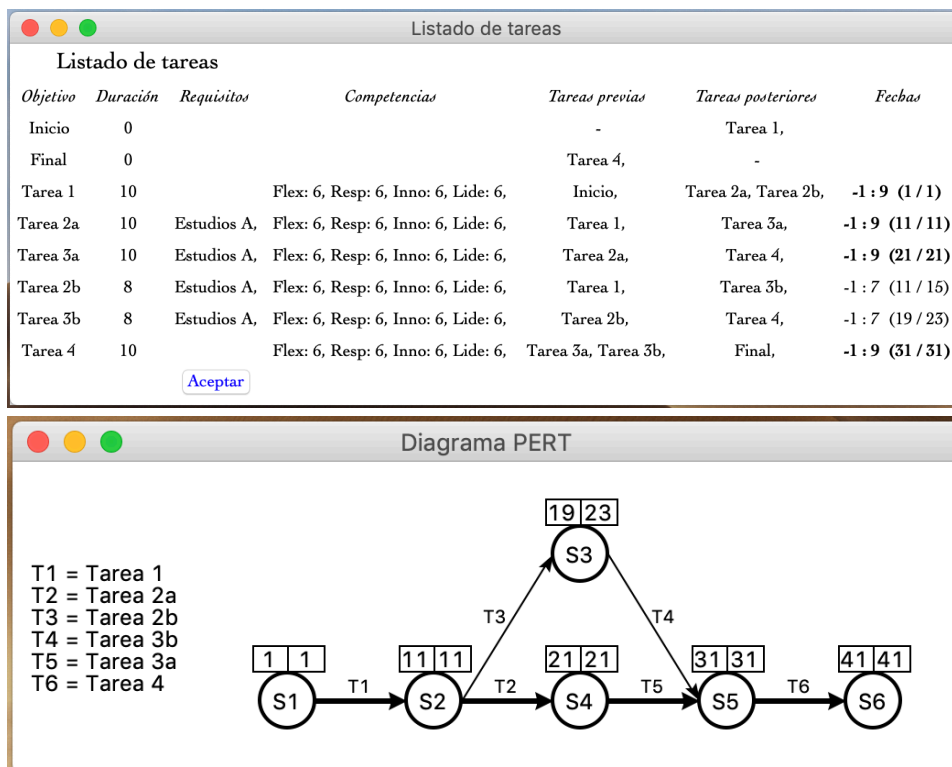 Listado de tareas
Listado de tareas
Objetivo Duración Requisitos Competencias Tareas previas Tareas posteriores Fechas
Inicio 0 - Tarea 1,
Final 0 Tarea 4, -
Tarea 1 10 Flex: 6, Resp: 6, Inno: 6, Lide: 6, Inicio, Tarea 2a, Tarea 2b, -1 : 9 (1 / 1)
Tarea 2a 10 Estudios A, Flex: 6, Resp: 6, Inno: 6, Lide: 6, Tarea 1, Tarea 3a, -1 : 9 (11 / 11)
Tarea 3a 10 Estudios A, Flex: 6, Resp: 6, Inno: 6, Lide: 6, Tarea 2a, Tarea 4, -1 : 9 (21 / 21)
Tarea 2b 8 Estudios A, Flex: 6, Resp: 6, Inno: 6, Lide: 6, Tarea 1, Tarea 3b, -1 : 7 (11 / 15)
Tarea 3b 8 Estudios A, Flex: 6, Resp: 6, Inno: 6, Lide: 6, Tarea 2b, Tarea 4, -1 : 7 (19 / 23)
Tarea 4 10 Flex: 6, Resp: 6, Inno: 6, Lide: 6, Tarea 3a, Tarea 3b, Final, -1 : 9 (31 / 31)
Aceptar
Diagrama PERT
19 23
S3
T1 = Tarea 1
T2 = Tarea 2a
T3 = Tarea 2b
T4 = Tarea 3b
T5 = Tarea 3a
T6 = Tarea 4
T3 T4
1 1 11 11 21 21 31 31 41 41
S1 T1 S2 T2 S4 T5 S5 T6 S6